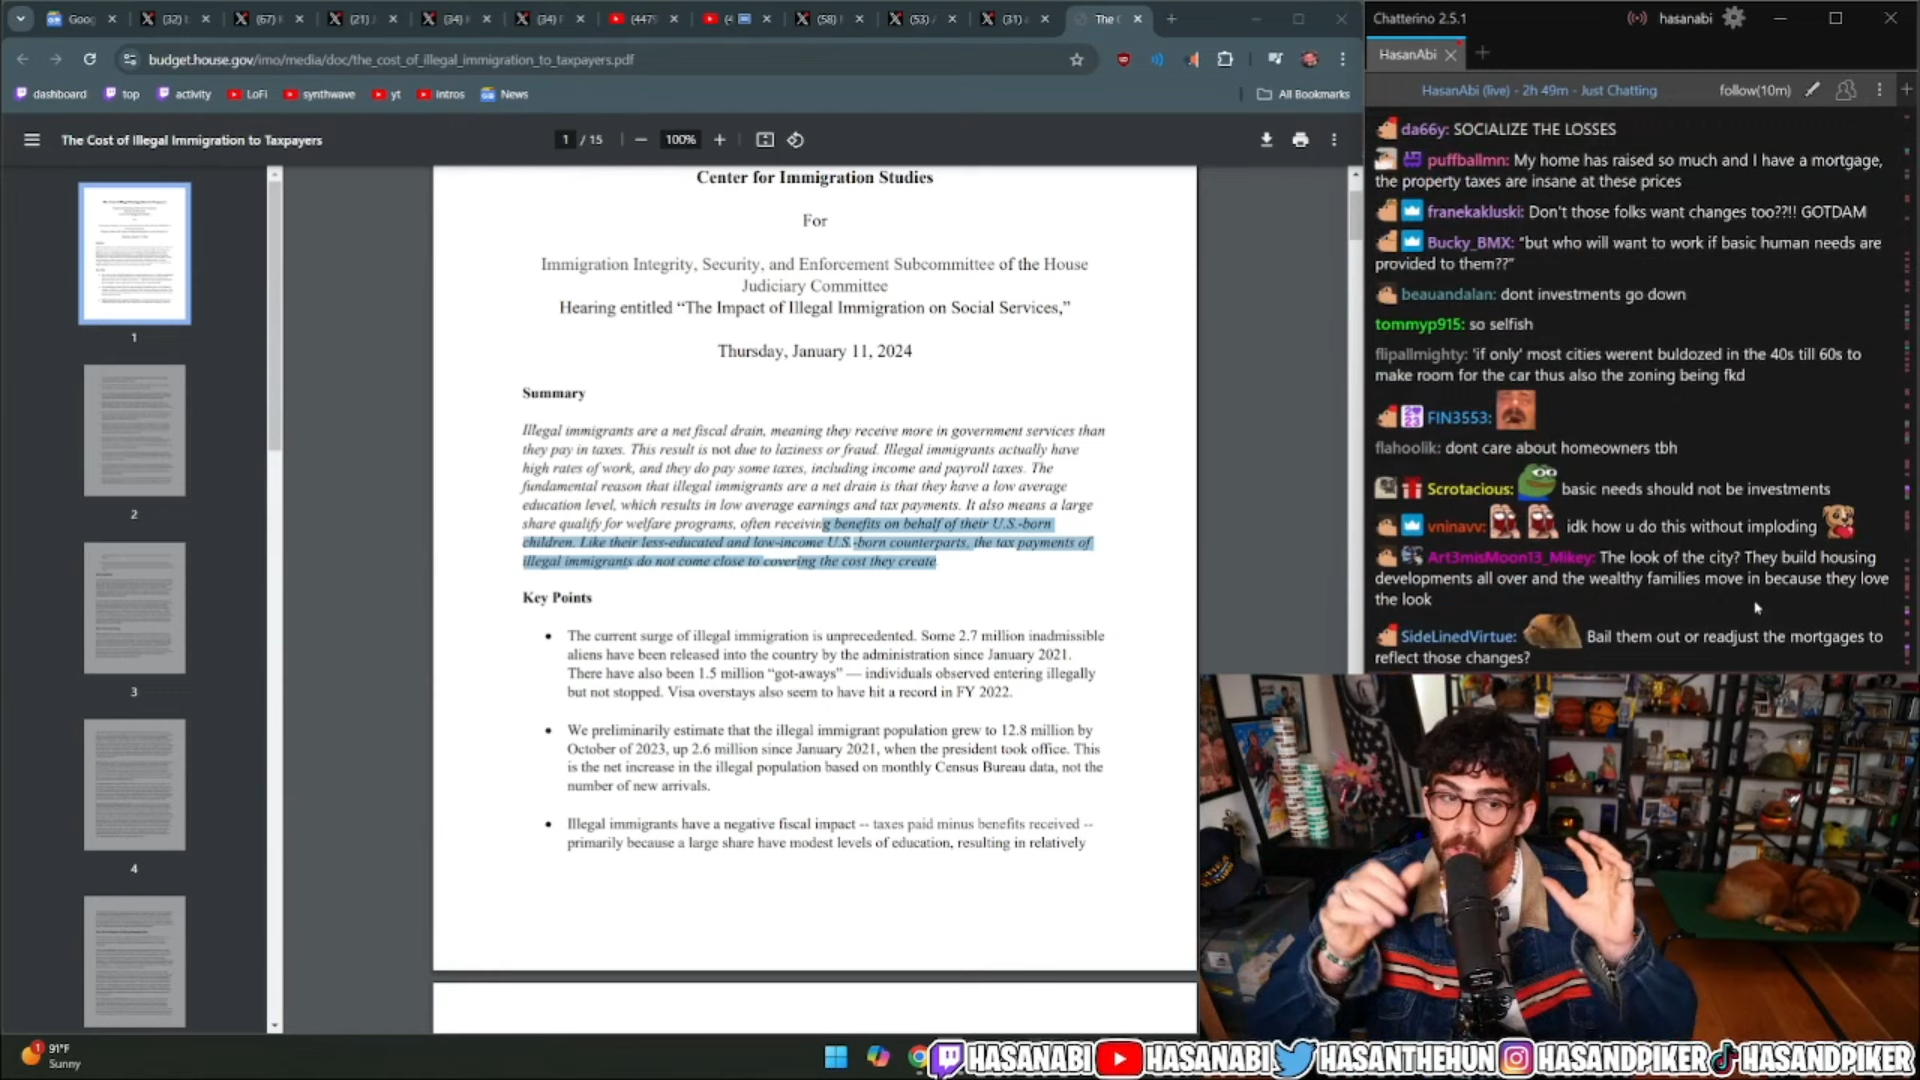 Goog
(32) t
(67)
(21)
(34)
(34) F
(447
(4
(58)
(53)
(31)
The C
budget.house.gov/imo/media/doc/the_cost_of_illegal_immigration_to_taxpayers.pdf
dashboard
top
activity
LoFi
synthwave
yt
intros
News
All Bookmarks
The Cost of Illegal Immigration to Taxpayers
1 / 15
100%
1
2
3
4
Center for Immigration Studies
For
Immigration Integrity, Security, and Enforcement Subcommittee of the House
Judiciary Committee
Hearing entitled “The Impact of Illegal Immigration on Social Services,”
Thursday, January 11, 2024
Summary
Illegal immigrants are a net fiscal drain, meaning they receive more in government services than
they pay in taxes. This result is not due to laziness or fraud. Illegal immigrants actually have
high rates of work, and they do pay some taxes, including income and payroll taxes. The
fundamental reason that illegal immigrants are a net drain is that they have a low average
education level, which results in low average earnings and tax payments. It also means a large
share qualify for welfare programs, often receiving benefits on behalf of their U.S.-born
children. Like their less-educated and low-income U.S.-born counterparts, the tax payments of
illegal immigrants do not come close to covering the cost they create.
Key Points
• The current surge of illegal immigration is unprecedented. Some 2.7 million inadmissible
aliens have been released into the country by the administration since January 2021.
There have also been 1.5 million “got-aways” — individuals observed entering illegally
but not stopped. Visa overstays also seem to have hit a record in FY 2022.
• We preliminarily estimate that the illegal immigrant population grew to 12.8 million by
October of 2023, up 2.6 million since January 2021, when the president took office. This
is the net increase in the illegal population based on monthly Census Bureau data, not the
number of new arrivals.
• Illegal immigrants have a negative fiscal impact -- taxes paid minus benefits received --
primarily because a large share have modest levels of education, resulting in relatively
Chatterino 2.5.1
hasanabi
HasanAbi
HasanAbi (live) - 2h 49m - Just Chatting
follow(10m)
da66y: SOCIALIZE THE LOSSES
puffballmn: My home has raised so much and I have a mortgage,
the property taxes are insane at these prices
franekakluski: Don't those folks want changes too??!! GOTDAM
Bucky_BMX: "but who will want to work if basic human needs are
provided to them??"
beauandalan: dont investments go down
tommyp915: so selfish
flipallmighty: 'if only' most cities werent buldozed in the 40s till 60s to
make room for the car thus also the zoning being fkd
FIN3553:
flahoolik: dont care about homeowners tbh
Scrotacious: basic needs should not be investments
vninavv: idk how u do this without imploding
Art3misMoon13_Mikey: The look of the city? They build housing
developments all over and the wealthy families move in because they love
the look
SideLinedVirtue: Bail them out or readjust the mortgages to
reflect those changes?
1
91°F
Sunny
HASANABI HASANABI HASANTHEHUN HASANDPIKER HASANDPIKER